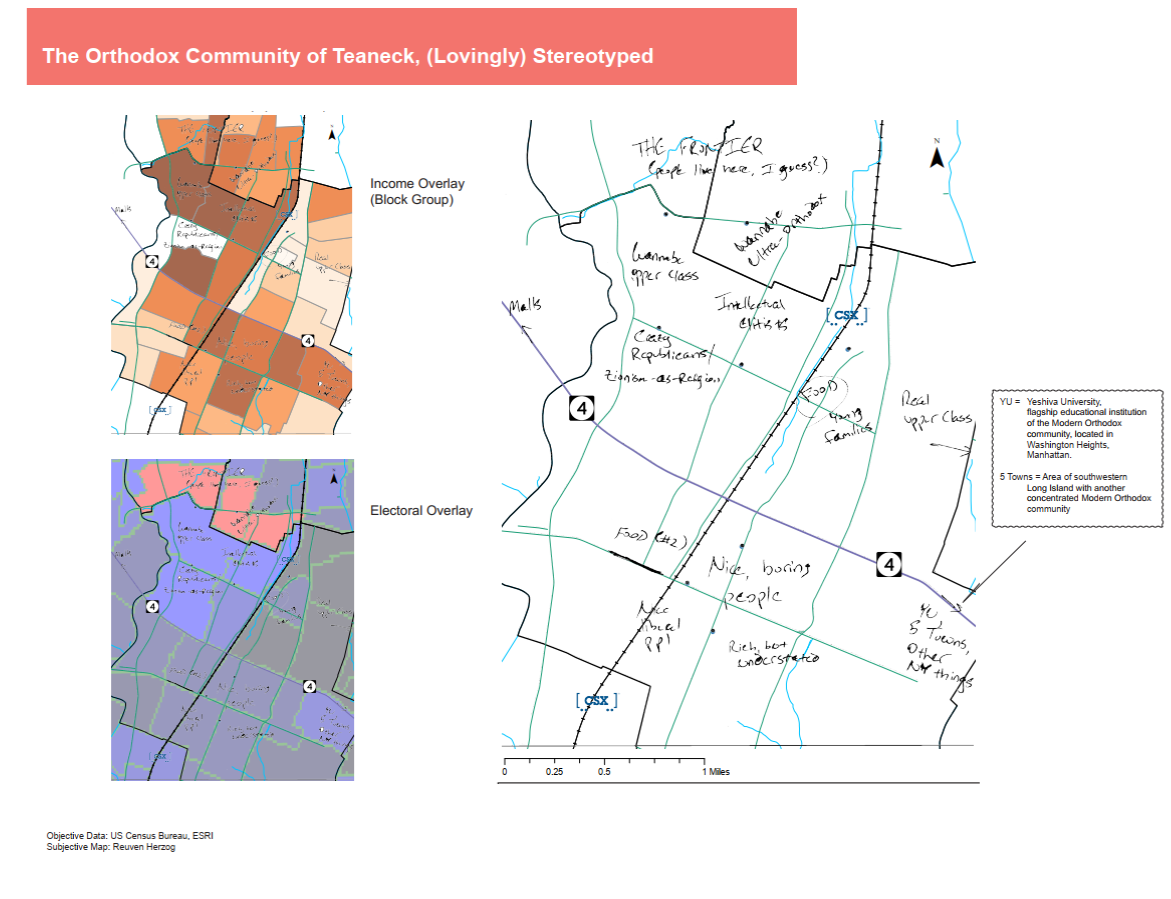 The Orthodox Community of Teaneck, (Lovingly) Stereotyped
Income Overlay
(Block Group)
Electoral Overlay
N
THE FRONTIER
(people live here, I guess?)
Wannabe
Ultra-Orthodox
Wannabe
upper class
Intellectual
elitists
CSX
Malls
Crazy
Republicans/
Zionism-as-Religion
4
FOOD
Young
families
Real
upper class
YU = Yeshiva University,
flagship educational institution
of the Modern Orthodox
community, located in
Washington Heights,
Manhattan.
5 Towns = Area of southwestern
Long Island with another
concentrated Modern Orthodox
community
FOOD (#2)
4
Nice, boring
people
Nice
liberal
ppl
Rich, but
understated
YU,
5 Towns,
Other
NY things
CSX
0 0.25 0.5 1 Miles
Objective Data: US Census Bureau, ESRI
Subjective Map: Reuven Herzog